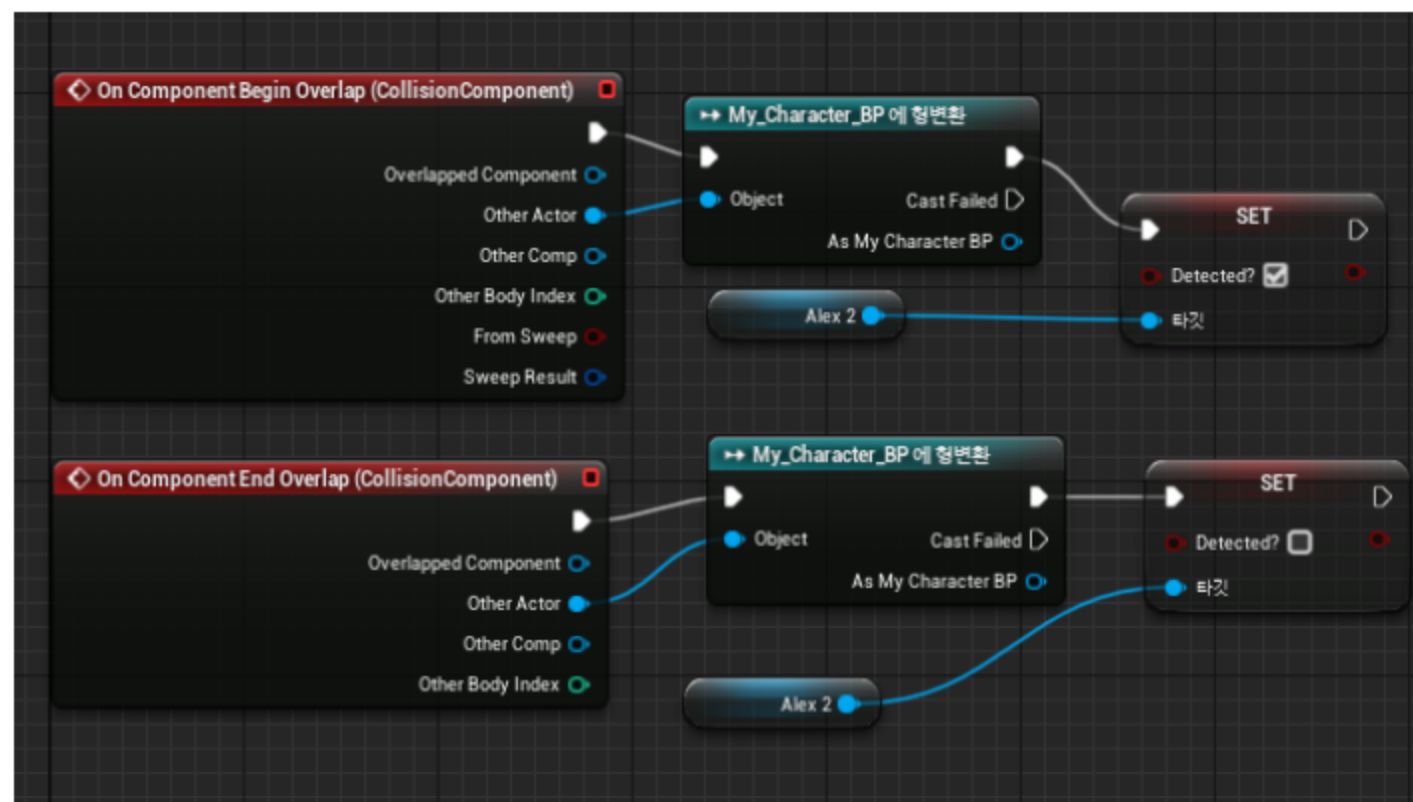 On Component Begin Overlap (CollisionComponent)
Overlapped Component
Other Actor
Other Comp
Other Body Index
From Sweep
Sweep Result
My_Character_BP 에 형변환
Object
Cast Failed
As My Character BP
Alex 2
SET
Detected?
타깃
On Component End Overlap (CollisionComponent)
Overlapped Component
Other Actor
Other Comp
Other Body Index
My_Character_BP 에 형변환
Object
Cast Failed
As My Character BP
Alex 2
SET
Detected?
타깃